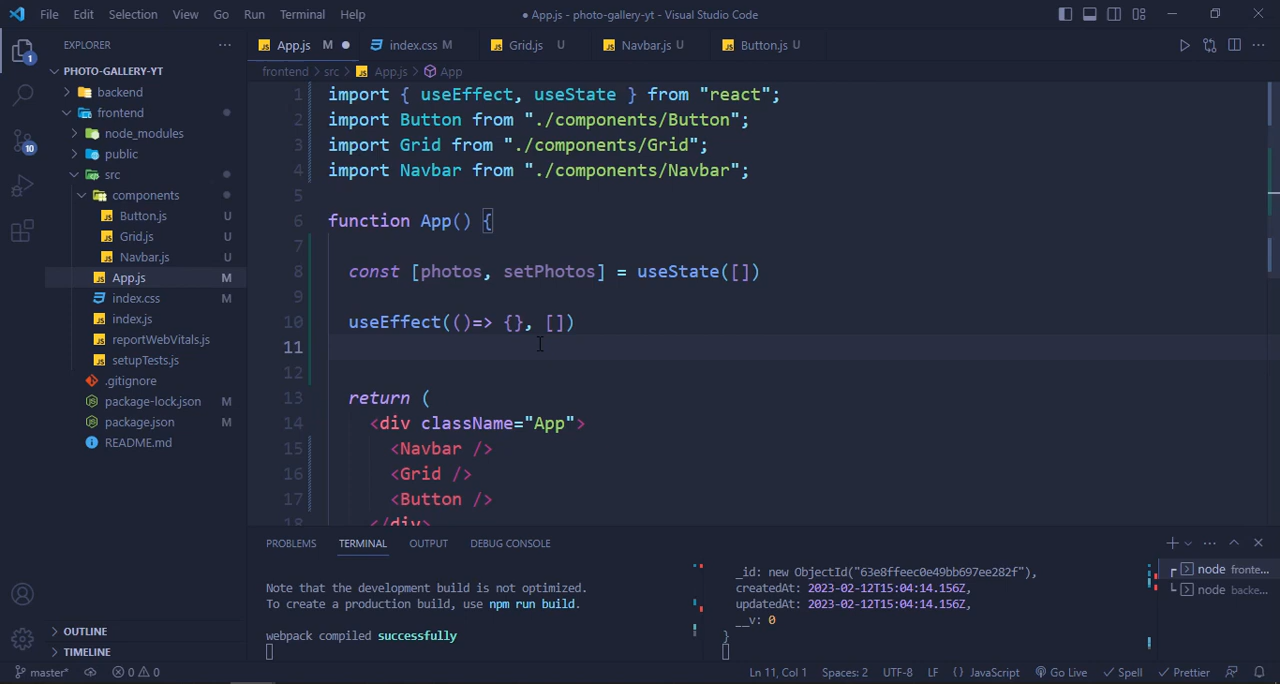 File Edit Selection View Go Run Terminal Help
● App.js - photo-gallery-yt - Visual Studio Code
EXPLORER
PHOTO-GALLERY-YT
backend
frontend
node_modules
public
src
components
Button.js U
Grid.js U
Navbar.js U
App.js M
index.css M
index.js
reportWebVitals.js
setupTests.js
.gitignore
package-lock.json M
package.json M
README.md
OUTLINE
TIMELINE
1
10
App.js M ●
index.css M
Grid.js U
Navbar.js U
Button.js U
frontend > src > App.js > App
1 import { useEffect, useState } from "react";
2 import Button from "./components/Button";
3 import Grid from "./components/Grid";
4 import Navbar from "./components/Navbar";
5
6 function App() {
7
8 const [photos, setPhotos] = useState([])
9
10 useEffect(()=> {}, [])
11
12
13 return (
14 <div className="App">
15 <Navbar />
16 <Grid />
17 <Button />
18 </div>
PROBLEMS TERMINAL OUTPUT DEBUG CONSOLE
Note that the development build is not optimized.
To create a production build, use npm run build.
webpack compiled successfully
_id: new ObjectId("63e8ffeec0e49bb697ee282f"),
createdAt: 2023-02-12T15:04:14.156Z,
updatedAt: 2023-02-12T15:04:14.156Z,
__v: 0
}
node fronte...
node backe...
master* 0 0
Ln 11, Col 1 Spaces: 2 UTF-8 LF {} JavaScript Go Live Spell Prettier